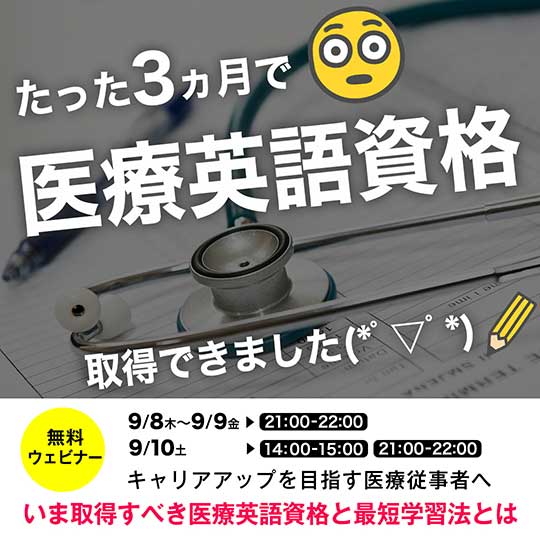 たった3ヵ月で
医療英語資格
取得できました(*ﾟ▽ﾟ*)
無料
ウェビナー
9/8木〜9/9金 ▶ 21:00-22:00
9/10土 ▶ 14:00-15:00 21:00-22:00
キャリアアップを目指す医療従事者へ
いま取得すべき医療英語資格と最短学習法とは